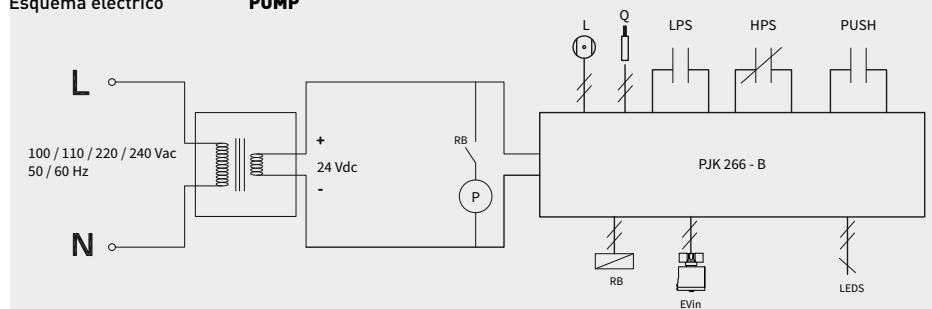 Esquema eléctrico PUMP
L
100 / 110 / 220 / 240 Vac
50 / 60 Hz
N
+
24 Vdc
-
RB
P
L
Q
LPS
HPS
PUSH
PJK 266 - B
RB
EVin
LEDS